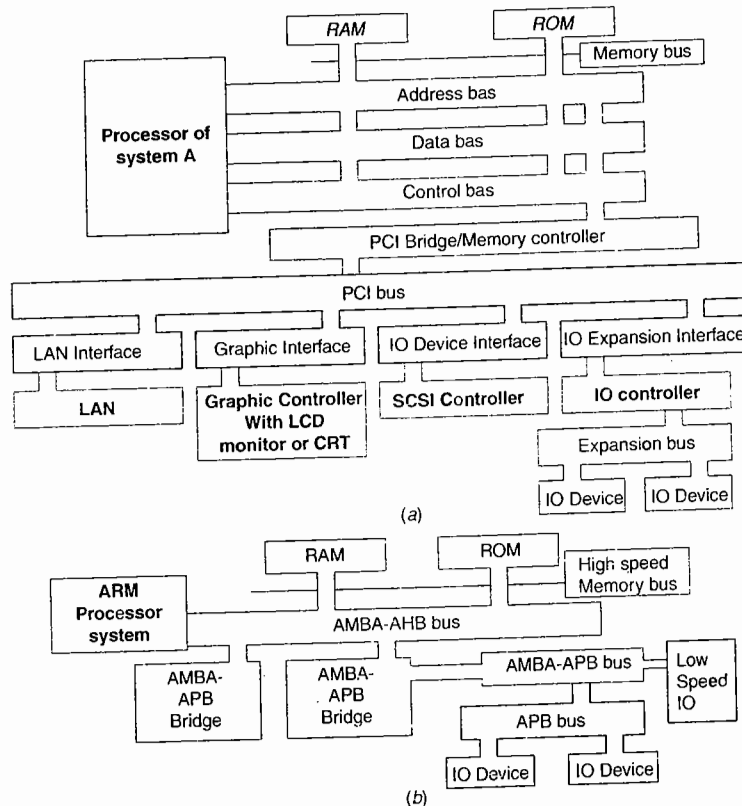 RAM
ROM
Memory bus
Address bas
Processor of
system A
Data bas
Control bas
PCI Bridge/Memory controller
PCI bus
LAN Interface
Graphic Interface
IO Device Interface
IO Expansion Interface
LAN
Graphic Controller
With LCD
monitor or CRT
SCSI Controller
IO controller
Expansion bus
IO Device
IO Device
(a)
RAM
ROM
High speed
Memory bus
ARM
Processor
system
AMBA-AHB bus
AMBA-
APB
Bridge
AMBA-
APB
Bridge
AMBA-APB bus
Low
Speed
IO
APB bus
IO Device
IO Device
(b)